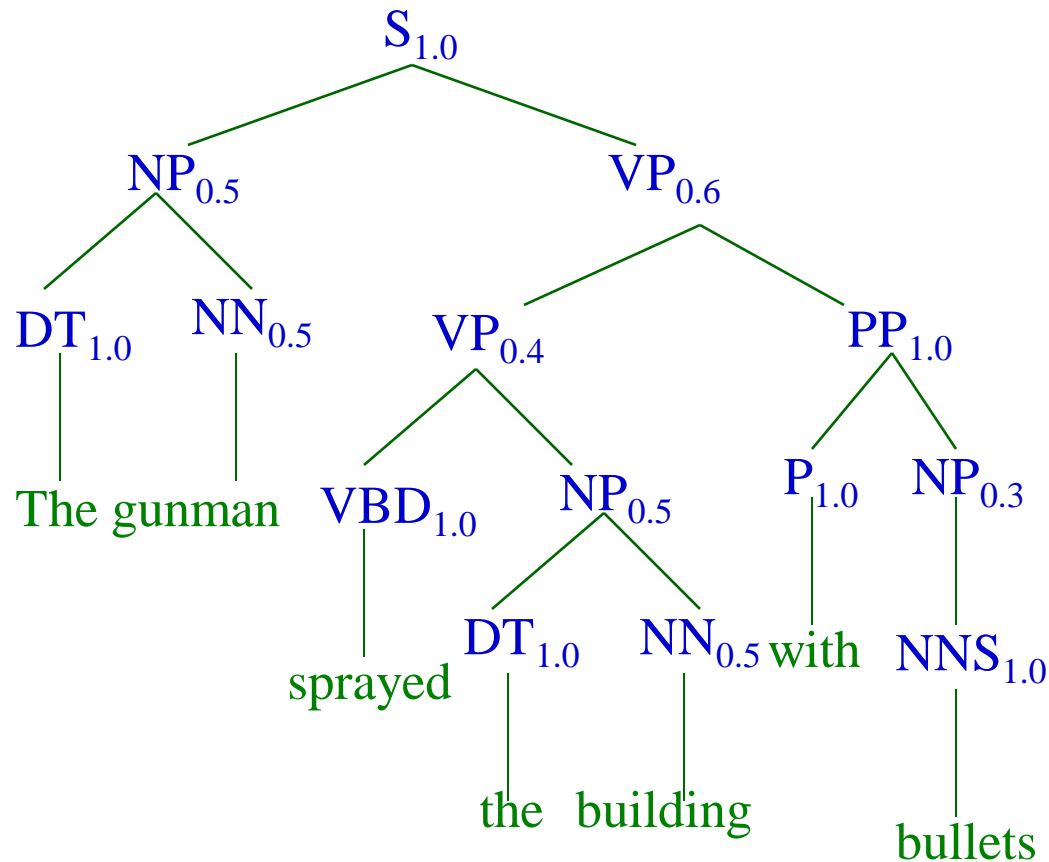 S1.0
NP0.5 VP0.6
DT1.0 NN0.5 VP0.4 PP1.0
The gunman VBD1.0 NP0.5 P1.0 NP0.3
sprayed DT1.0 NN0.5 with NNS1.0
the building bullets